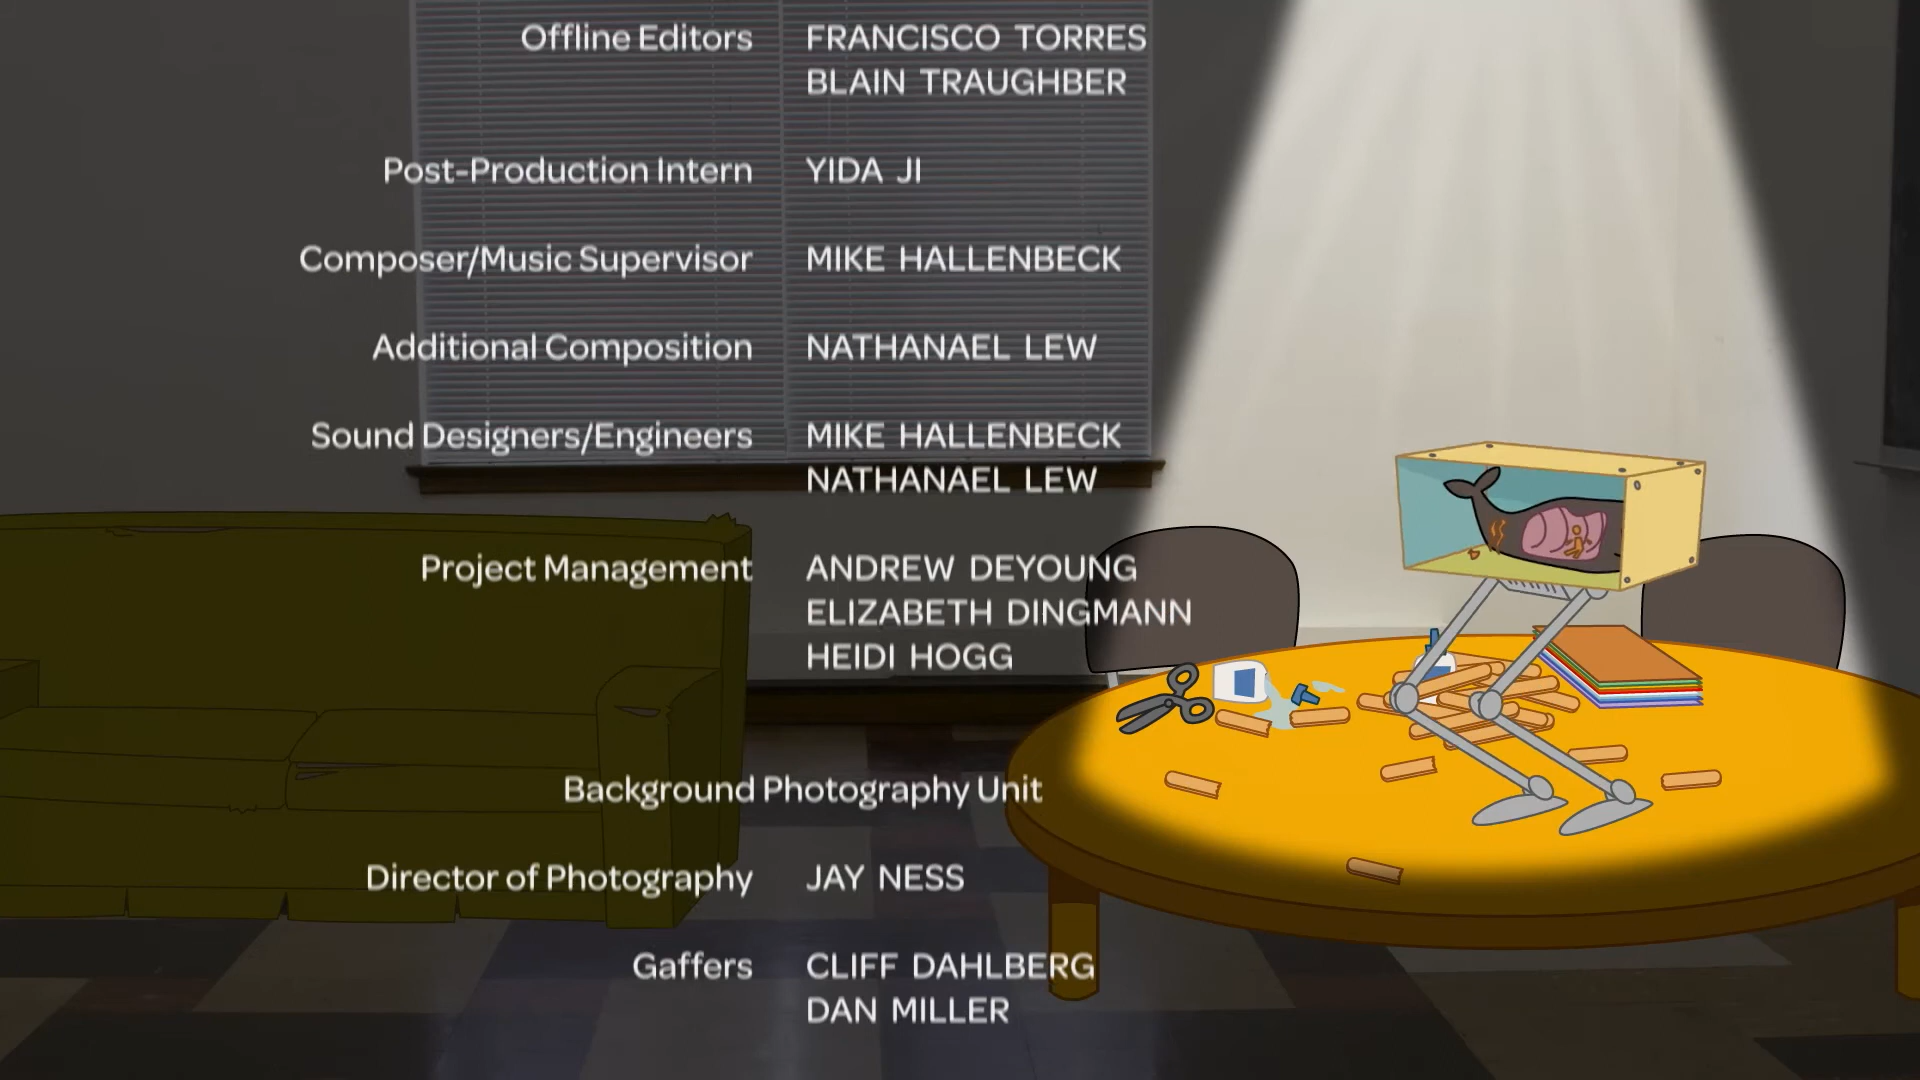 Offline Editors FRANCISCO TORRES
BLAIN TRAUGHBER
Post-Production Intern YIDA JI
Composer/Music Supervisor MIKE HALLENBECK
Additional Composition NATHANAEL LEW
Sound Designers/Engineers MIKE HALLENBECK
NATHANAEL LEW
Project Management ANDREW DEYOUNG
ELIZABETH DINGMANN
HEIDI HOGG
Background Photography Unit
Director of Photography JAY NESS
Gaffers CLIFF DAHLBERG
DAN MILLER